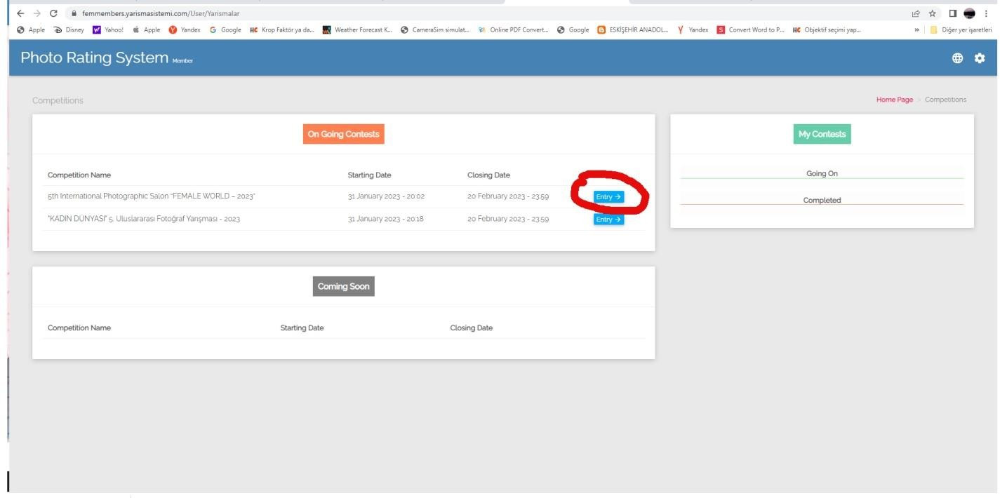 femmembers.yarismasistemi.com/User/Yarismalar
Apple Disney Yahoo! Apple Yandex Google Krop Faktör ya da... Weather Forecast K... CameraSim simulat... Online PDF Convert... Google ESKİŞEHİR ANADOL... Yandex Convert Word to P... Objektif seçimi yap... » Diğer yer işaretleri
Photo Rating System Member
Competitions
Home Page > Competitions
On Going Contests
Competition Name Starting Date Closing Date
5th International Photographic Salon “FEMALE WORLD – 2023” 31 January 2023 - 20:02 20 February 2023 - 23:59 Entry →
"KADIN DÜNYASI" 5. Uluslararası Fotoğraf Yarışması - 2023 31 January 2023 - 20:18 20 February 2023 - 23:59 Entry →
My Contests
Going On
Completed
Coming Soon
Competition Name Starting Date Closing Date